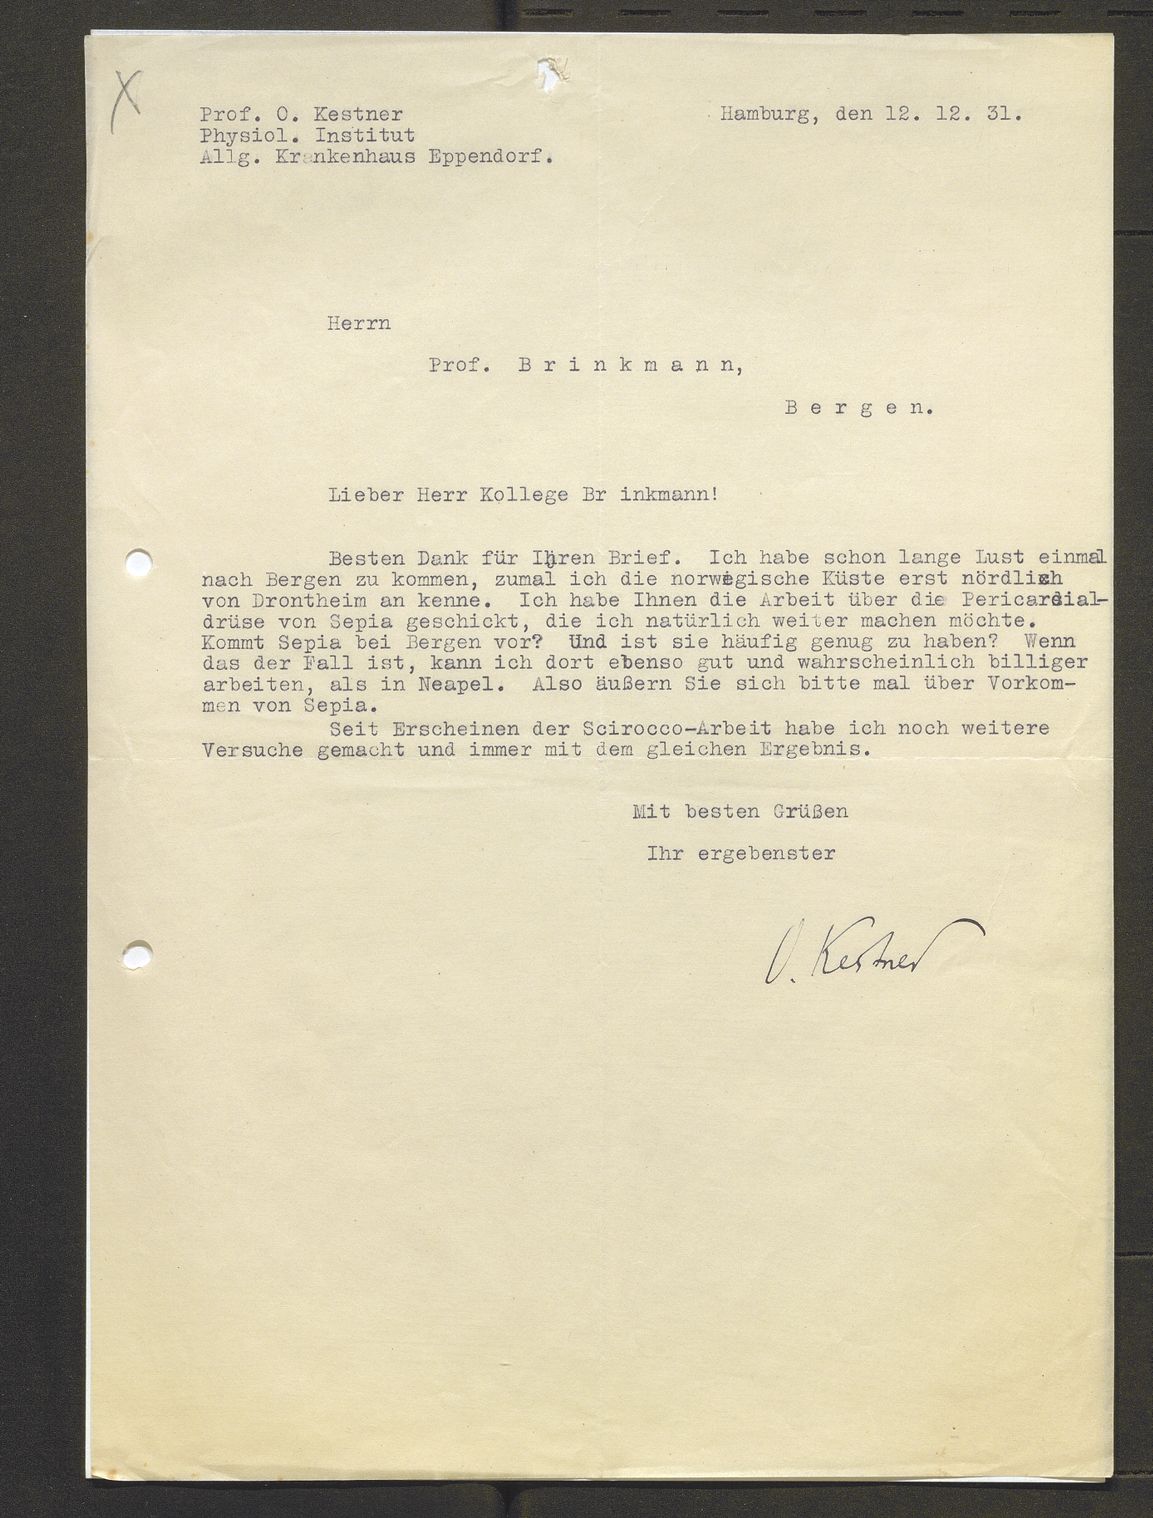 Prof. O. Kestner
Physiol. Institut
Allg. Krankenhaus Eppendorf.
Hamburg, den 12. 12. 31.
Herrn
Prof. B r i n k m a n n,
B e r g e n.
Lieber Herr Kollege Br inkmann!
Besten Dank für Ihren Brief. Ich habe schon lange Lust einmal
nach Bergen zu kommen, zumal ich die norwegische Küste erst nördlich
von Drontheim an kenne. Ich habe Ihnen die Arbeit über die Pericardial-
drüse von Sepia geschickt, die ich natürlich weiter machen möchte.
Kommt Sepia bei Bergen vor? Und ist sie häufig genug zu haben? Wenn
das der Fall ist, kann ich dort ebenso gut und wahrscheinlich billiger
arbeiten, als in Neapel. Also äußern Sie sich bitte mal über Vorkom-
men von Sepia.
Seit Erscheinen der Scirocco-Arbeit habe ich noch weitere
Versuche gemacht und immer mit dem gleichen Ergebnis.
Mit besten Grüßen
Ihr ergebenster
O. Kestner